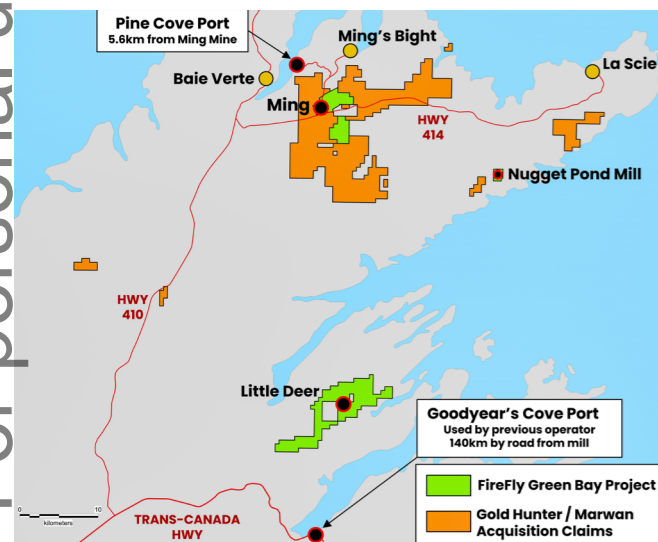 Pine Cove Port
5.6km from Ming Mine
Ming's Bight
La Scie
Baie Verte
Ming
HWY
414
Nugget Pond Mill
HWY
410
Little Deer
Goodyear's Cove Port
Used by previous operator
140km by road from mill
FireFly Green Bay Project
Gold Hunter / Marwan
Acquisition Claims
0 10
kilometers
TRANS-CANADA
HWY